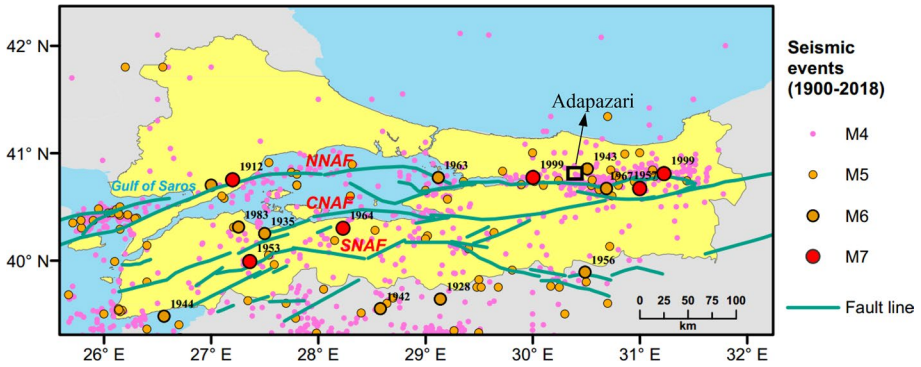 42° N
41° N
40° N
26° E
27° E
28° E
29° E
30° E
31° E
32° E
Adapazari
1912
NNAF
1963
1999
1943
1967
1957
1999
Gulf of Saros
CNAF
1983
1935
1964
SNAF
1953
1956
1944
1942
1928
0 25 50 75 100
km
Seismic
events
(1900-2018)
M4
M5
M6
M7
Fault line